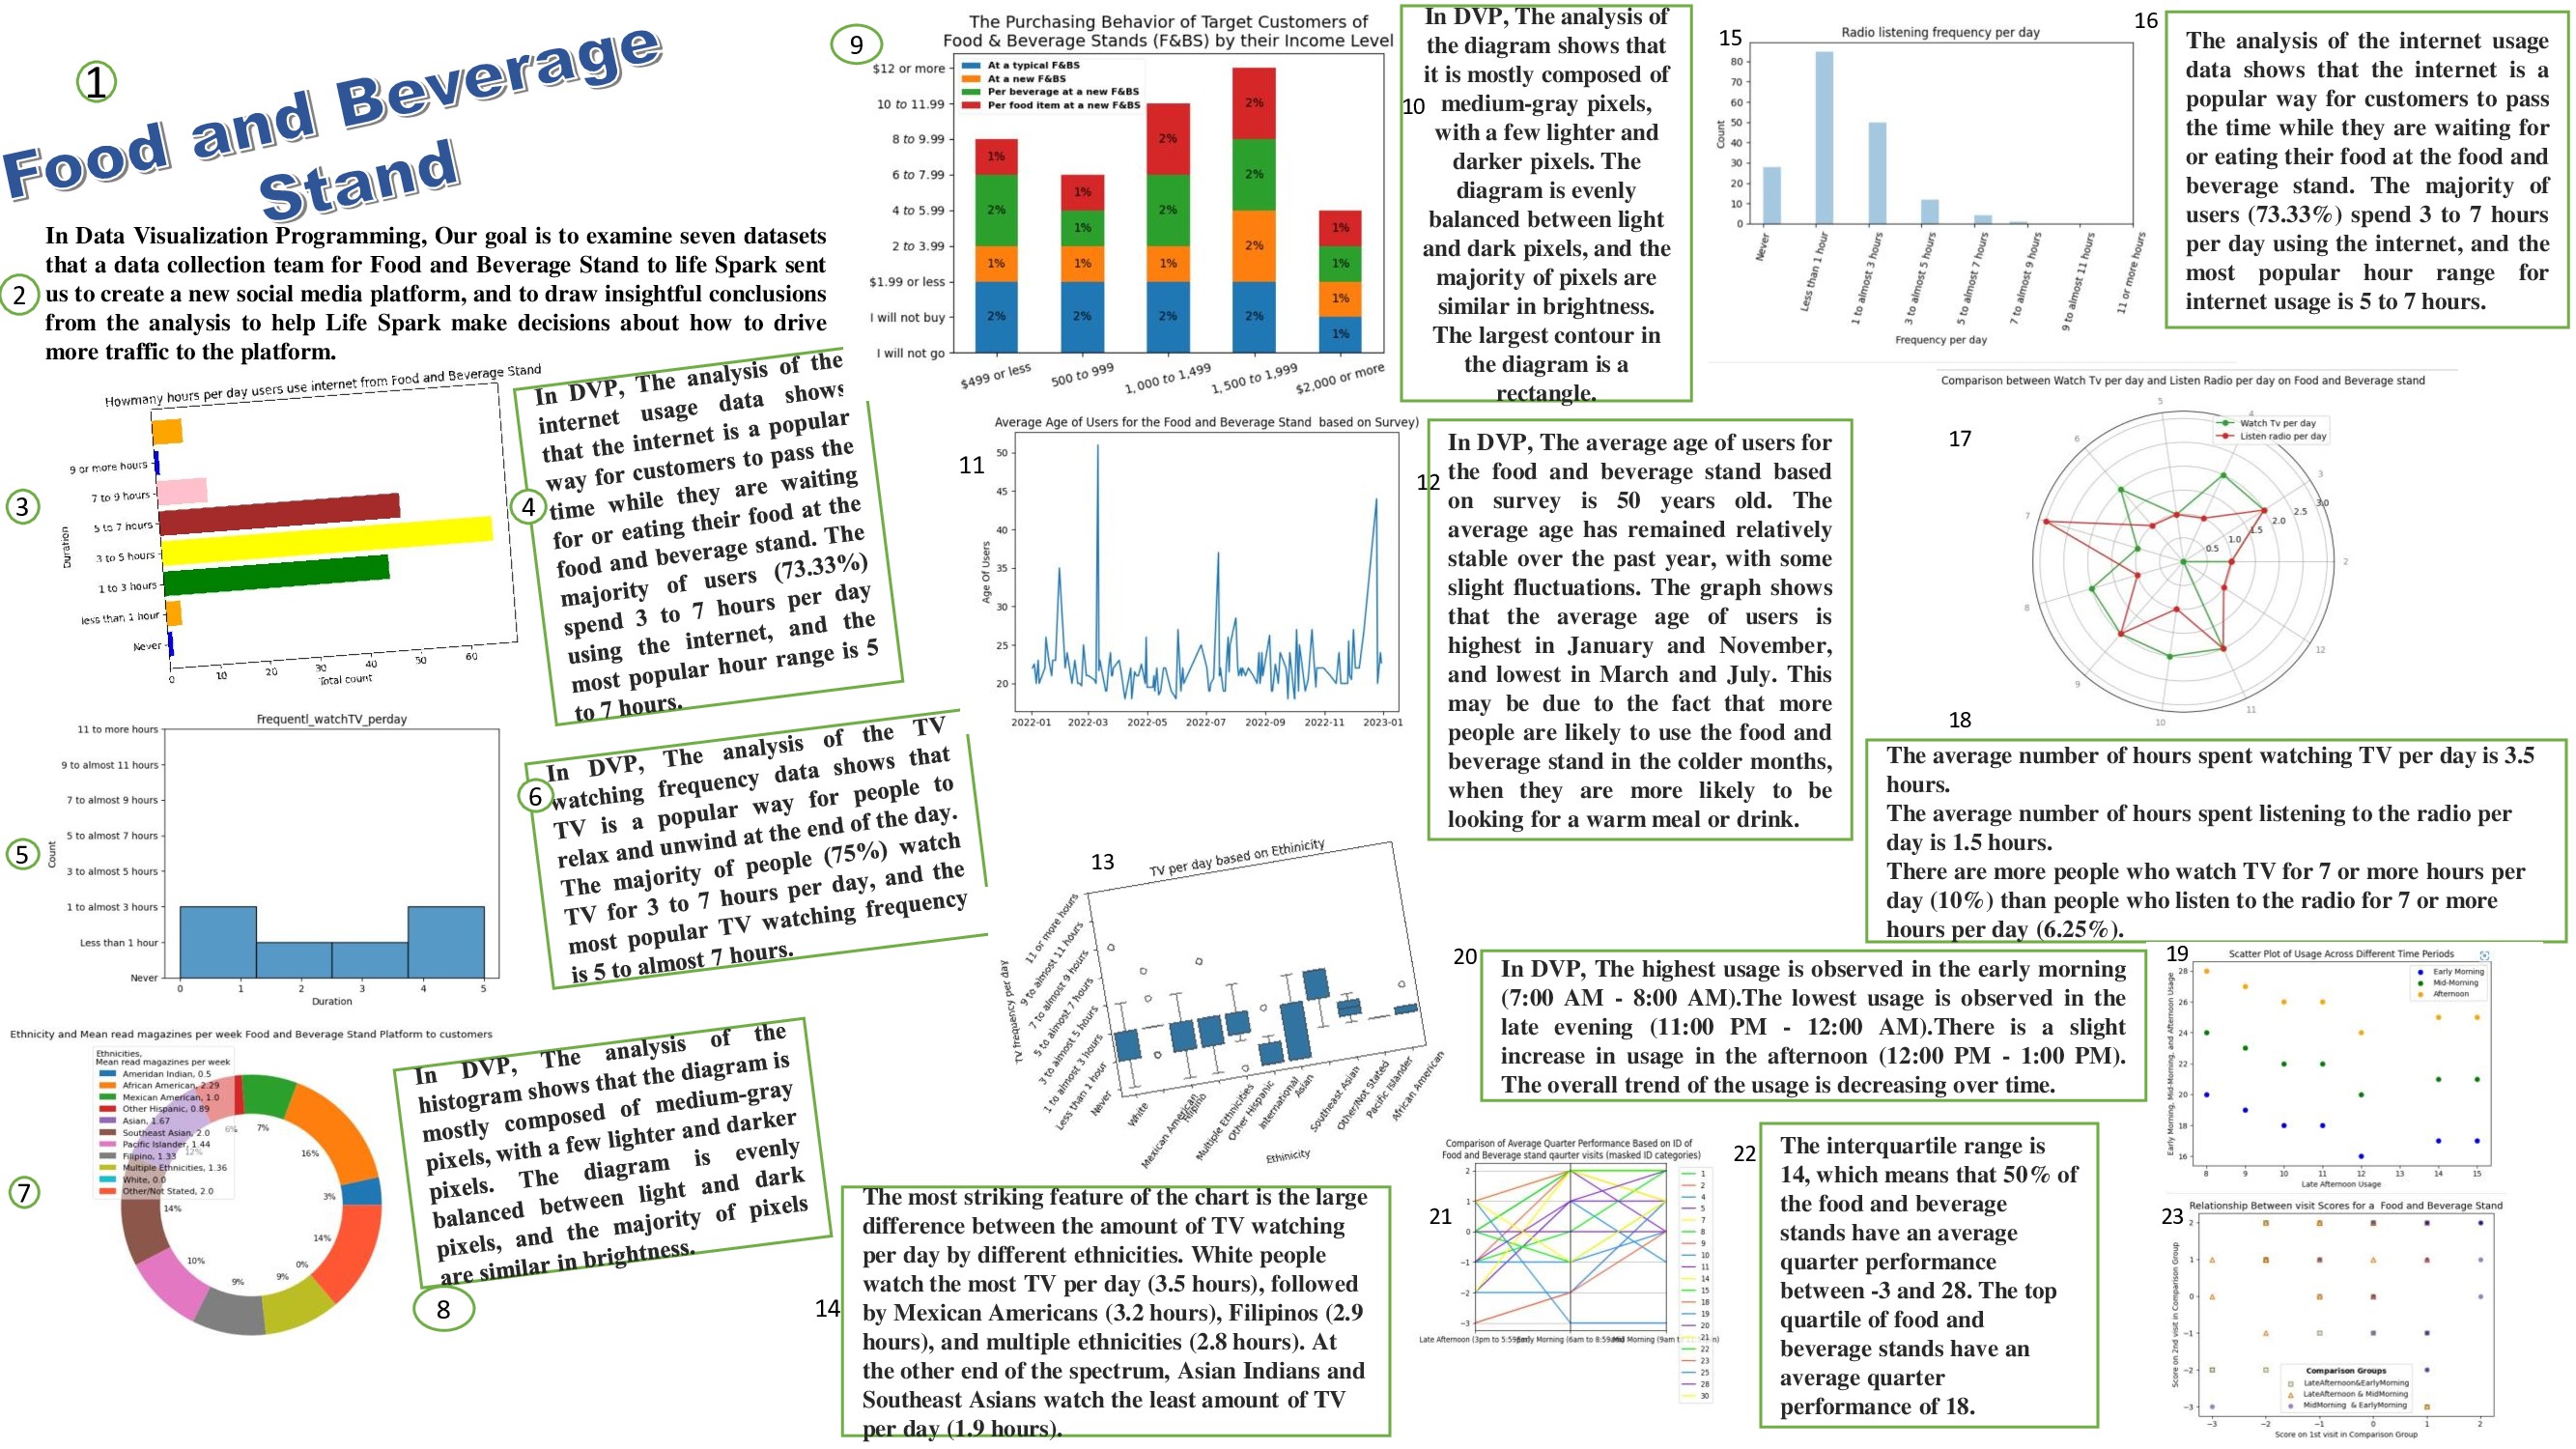 1
Food and Beverage
Stand
2
In Data Visualization Programming, Our goal is to examine seven datasets
that a data collection team for Food and Beverage Stand to life Spark sent
us to create a new social media platform, and to draw insightful conclusions
from the analysis to help Life Spark make decisions about how to drive
more traffic to the platform.
3
Howmany hours per day users use internet from Food and Beverage Stand
Duration
9 or more hours
7 to 9 hours
5 to 7 hours
3 to 5 hours
1 to 3 hours
less than 1 hour
Never
0 10 20 30 40 50 60
Total count
4
In DVP, The analysis of the
internet usage data shows
that the internet is a popular
way for customers to pass the
time while they are waiting
for or eating their food at the
food and beverage stand. The
majority of users (73.33%)
spend 3 to 7 hours per day
using the internet, and the
most popular hour range is 5
to 7 hours.
5
Frequentl_watchTV_perday
Count
11 to more hours
9 to almost 11 hours
7 to almost 9 hours
5 to almost 7 hours
3 to almost 5 hours
1 to almost 3 hours
Less than 1 hour
Never
0 1 2 3 4 5
Duration
6
In DVP, The analysis of the TV
watching frequency data shows that
TV is a popular way for people to
relax and unwind at the end of the day.
The majority of people (75%) watch
TV for 3 to 7 hours per day, and the
most popular TV watching frequency
is 5 to almost 7 hours.
7
Ethnicity and Mean read magazines per week Food and Beverage Stand Platform to customers
Ethnicities,
Mean read magazines per week
Ameridan Indian, 0.5
African American, 2.29
Mexican American, 1.0
Other Hispanic, 0.89
Asian, 1.67
Southeast Asian, 2.0
Pacific Islander, 1.44
Filipino, 1.33
Multiple Ethnicities, 1.36
White, 0.0
Other/Not Stated, 2.0
3%
16%
7%
6%
12%
14%
10%
9%
9%
0%
14%
In DVP, The analysis of the
histogram shows that the diagram is
mostly composed of medium-gray
pixels, with a few lighter and darker
pixels. The diagram is evenly
balanced between light and dark
pixels, and the majority of pixels
are similar in brightness.
8
9
The Purchasing Behavior of Target Customers of
Food & Beverage Stands (F&BS) by their Income Level
At a typical F&BS
At a new F&BS
Per beverage at a new F&BS
Per food item at a new F&BS
$12 or more
10 to 11.99
8 to 9.99
6 to 7.99
4 to 5.99
2 to 3.99
$1.99 or less
I will not buy
I will not go
1% 2% 1% 2%
1% 1% 1% 2%
2% 2% 1% 2%
2% 2% 2% 2%
1% 1% 1% 1%
$499 or less 500 to 999 1,000 to 1,499 1,500 to 1,999 $2,000 or more
10
In DVP, The analysis of
the diagram shows that
it is mostly composed of
medium-gray pixels,
with a few lighter and
darker pixels. The
diagram is evenly
balanced between light
and dark pixels, and the
majority of pixels are
similar in brightness.
The largest contour in
the diagram is a
rectangle.
11
Average Age of Users for the Food and Beverage Stand based on Survey)
Age Of Users
50
45
40
35
30
25
20
2022-01 2022-03 2022-05 2022-07 2022-09 2022-11 2023-01
12
In DVP, The average age of users for
the food and beverage stand based
on survey is 50 years old. The
average age has remained relatively
stable over the past year, with some
slight fluctuations. The graph shows
that the average age of users is
highest in January and November,
and lowest in March and July. This
may be due to the fact that more
people are likely to use the food and
beverage stand in the colder months,
when they are more likely to be
looking for a warm meal or drink.
13
TV per day based on Ethinicity
TV frequency per day
11 or more hours
9 to almost 11 hours
7 to almost 9 hours
5 to almost 7 hours
3 to almost 5 hours
1 to almost 3 hours
Less than 1 hour
Never
White
Mexican American
Filipino
Multiple Ethnicities
Other Hispanic
International
Asian
Southeast Asian
Other/Not Stated
Pacific Islander
African American
Ethinicity
14
The most striking feature of the chart is the large
difference between the amount of TV watching
per day by different ethnicities. White people
watch the most TV per day (3.5 hours), followed
by Mexican Americans (3.2 hours), Filipinos (2.9
hours), and multiple ethnicities (2.8 hours). At
the other end of the spectrum, Asian Indians and
Southeast Asians watch the least amount of TV
per day (1.9 hours).
15
Radio listening frequency per day
Count
80
70
60
50
40
30
20
10
0
Never
Less than 1 hour
1 to almost 3 hours
3 to almost 5 hours
5 to almost 7 hours
7 to almost 9 hours
9 to almost 11 hours
11 or more hours
Frequency per day
16
The analysis of the internet usage
data shows that the internet is a
popular way for customers to pass
the time while they are waiting for
or eating their food at the food and
beverage stand. The majority of
users (73.33%) spend 3 to 7 hours
per day using the internet, and the
most popular hour range for
internet usage is 5 to 7 hours.
17
Comparison between Watch Tv per day and Listen Radio per day on Food and Beverage stand
Watch Tv per day
Listen radio per day
2
3
4
5
6
7
8
9
10
11
12
0.5 1.0 1.5 2.0 2.5 3.0
18
The average number of hours spent watching TV per day is 3.5
hours.
The average number of hours spent listening to the radio per
day is 1.5 hours.
There are more people who watch TV for 7 or more hours per
day (10%) than people who listen to the radio for 7 or more
hours per day (6.25%).
19
Scatter Plot of Usage Across Different Time Periods
Early Morning
Mid-Morning
Afternoon
Early Morning, Mid-Morning, and Afternoon Usage
28
26
24
22
20
18
16
8 9 10 11 12 13 14 15
Late Afternoon Usage
20
In DVP, The highest usage is observed in the early morning
(7:00 AM - 8:00 AM).The lowest usage is observed in the
late evening (11:00 PM - 12:00 AM).There is a slight
increase in usage in the afternoon (12:00 PM - 1:00 PM).
The overall trend of the usage is decreasing over time.
21
Comparison of Average Quarter Performance Based on ID of
Food and Beverage stand qaurter visits (masked ID categories)
2
1
0
−1
−2
−3
Late Afternoon (3pm to 5:59pm) Early Morning (6am to 8:59am) Mid Morning (9am
1
2
4
5
7
8
9
10
11
14
15
18
19
20
21
22
23
25
28
30
22
The interquartile range is
14, which means that 50% of
the food and beverage
stands have an average
quarter performance
between -3 and 28. The top
quartile of food and
beverage stands have an
average quarter
performance of 18.
23
Relationship Between visit Scores for a Food and Beverage Stand
Score on 2nd visit in Comparison Group
2
1
0
−1
−2
−3
Comparison Groups
LateAfternoon&EarlyMorning
LateAfternoon & MidMorning
MidMorning & EarlyMorning
−3 −2 −1 0 1 2
Score on 1st visit in Comparison Group